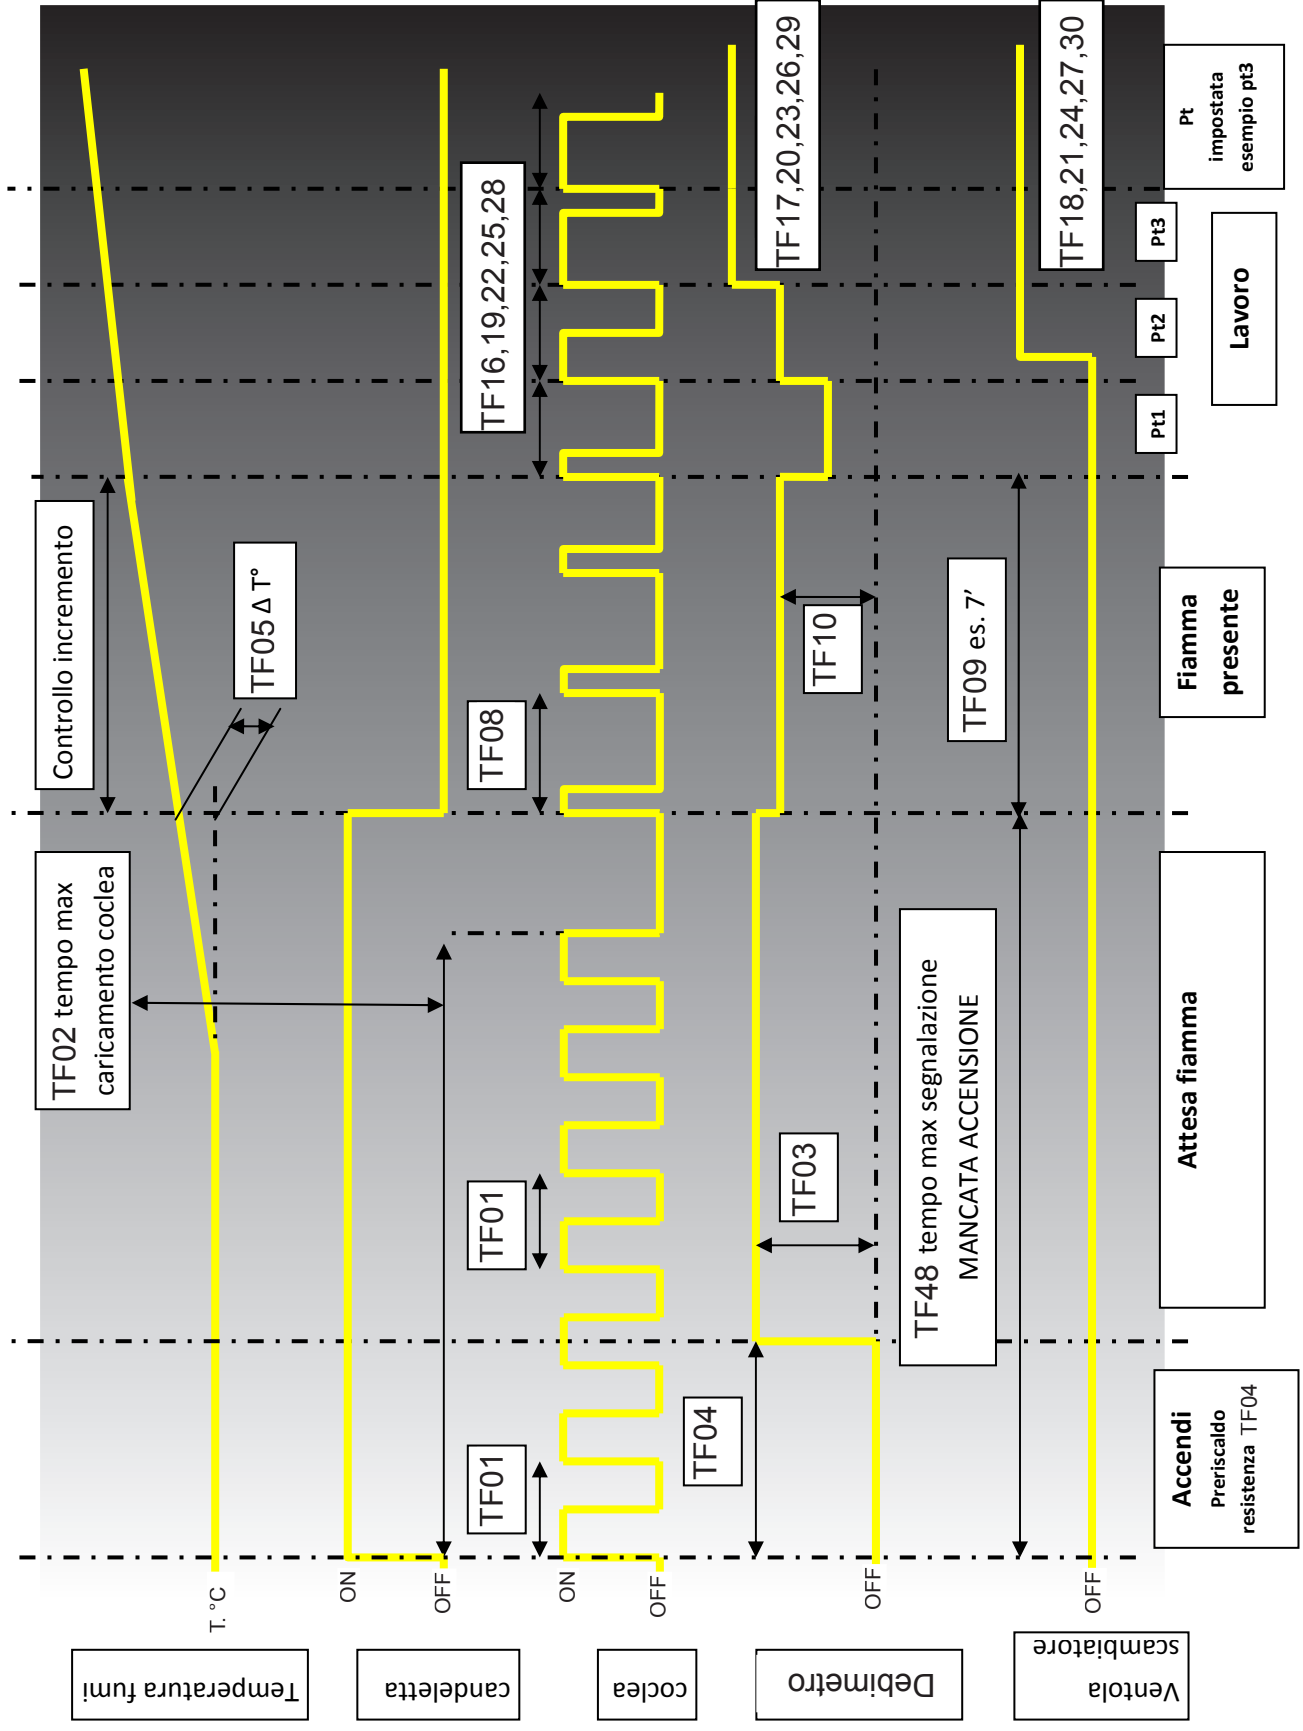 Temperatura fumi
candeletta
coclea
Debimetro
Ventola
scambiatore
T. °C
ON
OFF
ON
OFF
OFF
OFF
TF02 tempo max
caricamento coclea
Controllo incremento
TF05 Δ T°
TF01
TF01
TF08
TF16,19,22,25,28
TF04
TF03
TF10
TF17,20,23,26,29
TF48 tempo max segnalazione
MANCATA ACCENSIONE
TF09 es. 7’
TF18,21,24,27,30
Accendi
Preriscaldo
resistenza TF04
Attesa fiamma
Fiamma
presente
Pt1
Pt2
Pt3
Lavoro
Pt
impostata
esempio pt3